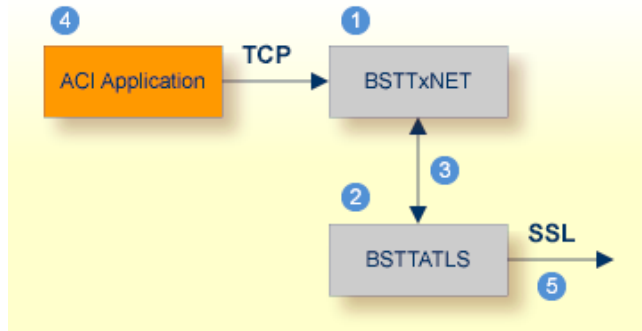 4
1
ACI Application
TCP
BSTTxNET
3
2
BSTTATLS
SSL
5